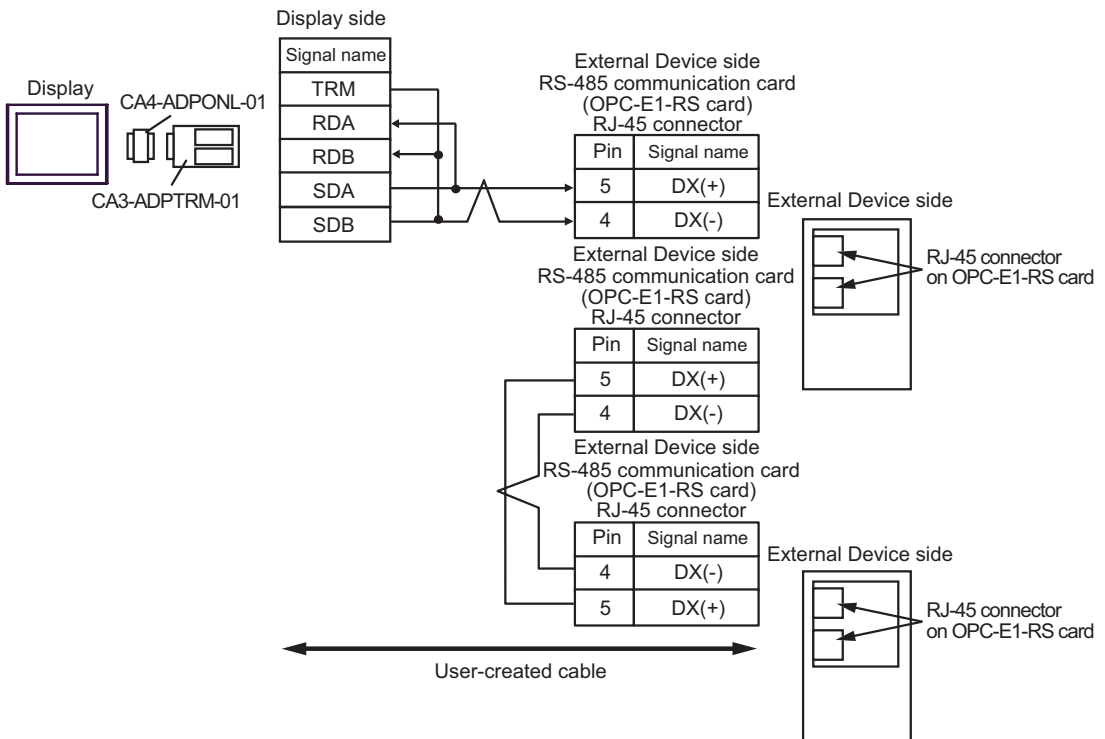 Display side
Signal name
TRM
RDA
RDB
SDA
SDB
Display
CA4-ADPONL-01
CA3-ADPTRM-01
External Device side
RS-485 communication card
(OPC-E1-RS card)
RJ-45 connector
Pin Signal name
5 DX(+)
4 DX(-)
External Device side
RJ-45 connector
on OPC-E1-RS card
External Device side
RS-485 communication card
(OPC-E1-RS card)
RJ-45 connector
Pin Signal name
5 DX(+)
4 DX(-)
External Device side
RS-485 communication card
(OPC-E1-RS card)
RJ-45 connector
Pin Signal name
4 DX(-)
5 DX(+)
External Device side
RJ-45 connector
on OPC-E1-RS card
User-created cable